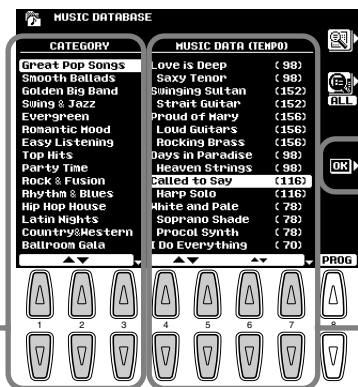 MUSIC DATABASE
CATEGORY
Great Pop Songs
Smooth Ballads
Golden Big Band
Swing & Jazz
Evergreen
Romantic Mood
Easy Listening
Top Hits
Party Time
Rock & Fusion
Rhythm & Blues
Hip Hop House
Latin Nights
Country&Western
Ballroom Gala
MUSIC DATA (TEMPO)
Love is Deep ( 98)
Saxy Tenor ( 98)
Swinging Sultan (152)
Strait Guitar (152)
Proud of Mary (156)
Loud Guitars (156)
Rocking Brass (156)
Days in Paradise ( 98)
Heaven Strings ( 98)
Called to Say (116)
Harp Solo (116)
White and Pale ( 78)
Soprano Shade ( 78)
Procol Synth ( 78)
I Do Everything ( 70)
ALL
OK
PROG
1 2 3 4 5 6 7 8